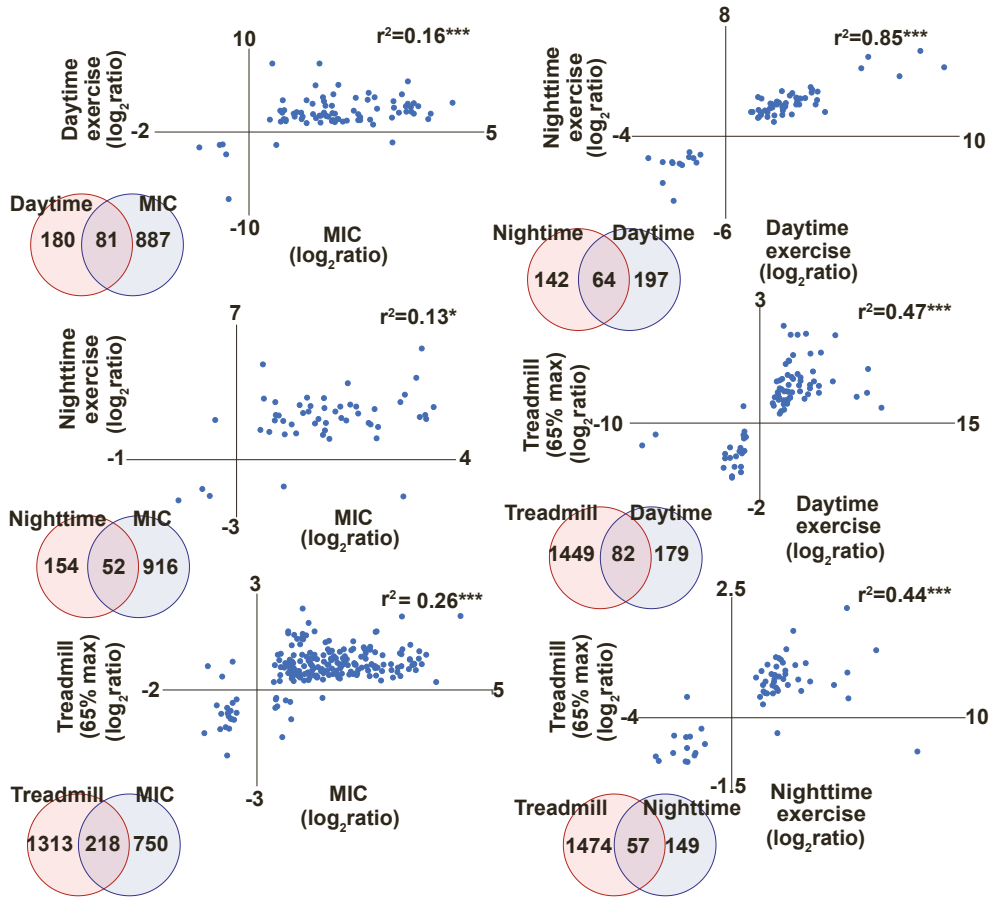 10
r²=0.16***
Daytime
exercise
(log₂ratio)
-2
5
-10
MIC
(log₂ratio)
Daytime MIC
180 81 887
8
r²=0.85***
Nighttime
exercise
(log₂ratio)
-4
10
-6
Daytime
exercise
(log₂ratio)
Nightime Daytime
142 64 197
7
r²=0.13*
Nighttime
exercise
(log₂ratio)
-1
4
-3
MIC
(log₂ratio)
Nighttime MIC
154 52 916
3
r²=0.47***
Treadmill
(65% max)
(log₂ratio)
-10
15
-2
Daytime
exercise
(log₂ratio)
Treadmill Daytime
1449 82 179
3
r²= 0.26***
Treadmill
(65% max)
(log₂ratio)
-2
5
-3
MIC
(log₂ratio)
Treadmill MIC
1313 218 750
2.5
r²=0.44***
Treadmill
(65% max)
(log₂ratio)
-4
10
-1.5
Nighttime
exercise
(log₂ratio)
Treadmill Nighttime
1474 57 149